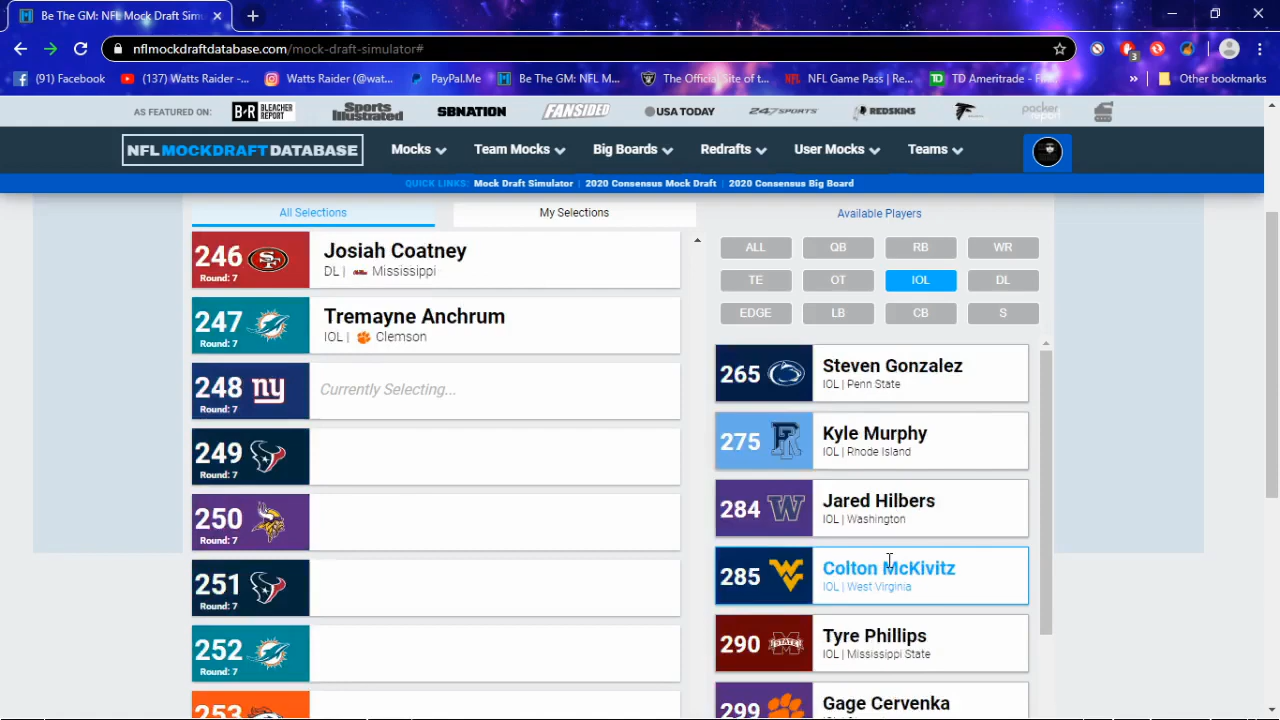 Be The GM: NFL Mock Draft Simu
nflmockdraftdatabase.com/mock-draft-simulator#
3
(91) Facebook
(137) Watts Raider -...
Watts Raider (@wat...
PayPal.Me
Be The GM: NFL M...
The Official Site of t...
NFL Game Pass | Re...
TD Ameritrade -
Other bookmarks
AS FEATURED ON:
B R BLEACHER REPORT
Sports Illustrated
SBNATION
FANSIDED
USA TODAY
247SPORTS
REDSKINS
packer report
NFLMOCKDRAFTDATABASE
Mocks
Team Mocks
Big Boards
Redrafts
User Mocks
Teams
QUICK LINKS: Mock Draft Simulator | 2020 Consensus Mock Draft | 2020 Consensus Big Board
All Selections
My Selections
246
Round: 7
Josiah Coatney
DL | Mississippi
247
Round: 7
Tremayne Anchrum
IOL | Clemson
248
ny
Round: 7
Currently Selecting...
249
Round: 7
250
Round: 7
251
Round: 7
252
Round: 7
253
Available Players
ALL
QB
RB
WR
TE
OT
IOL
DL
EDGE
LB
CB
S
265
Steven Gonzalez
IOL | Penn State
275
Kyle Murphy
IOL | Rhode Island
284
Jared Hilbers
IOL | Washington
285
Colton McKivitz
IOL | West Virginia
290
STATE
Tyre Phillips
IOL | Mississippi State
299
Gage Cervenka